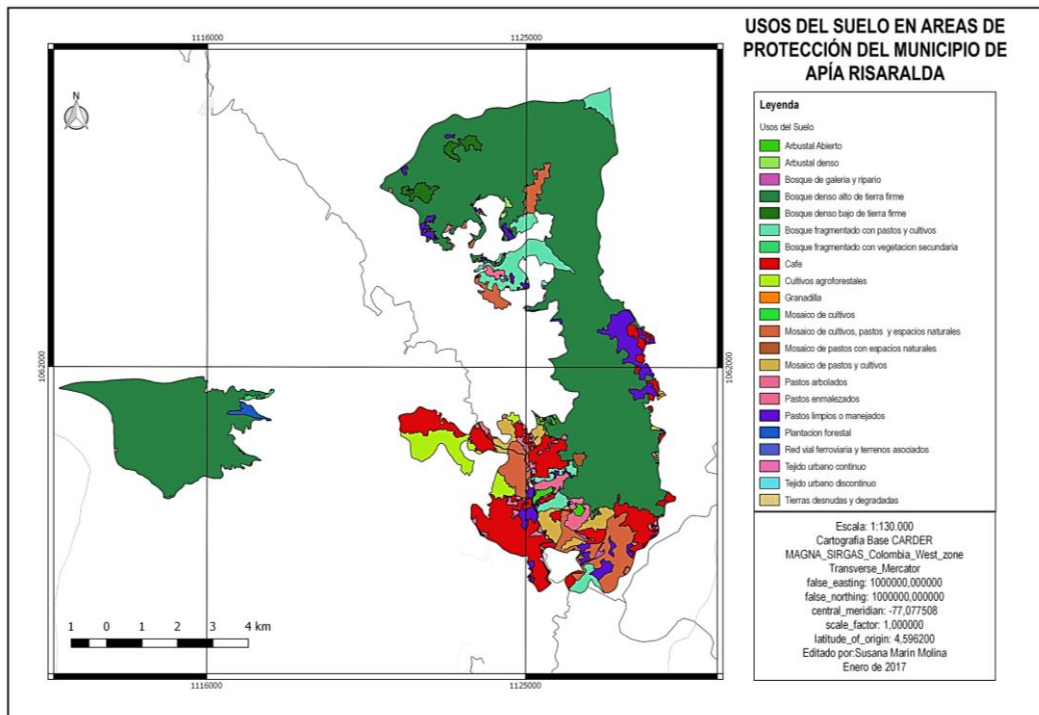 USOS DEL SUELO EN AREAS DE
PROTECCIÓN DEL MUNICIPIO DE
APÍA RISARALDA
1116000
1125000
N
1062000
1062000
1 0 1 2 3 4 km
1116000
1125000
Leyenda
Usos del Suelo
Arbustal Abierto
Arbustal denso
Bosque de galeria y ripario
Bosque denso alto de tierra firme
Bosque denso bajo de tierra firme
Bosque fragmentado con pastos y cultivos
Bosque fragmentado con vegetacion secundaria
Cafe
Cultivos agroforestales
Granadilla
Mosaico de cultivos
Mosaico de cultivos, pastos y espacios naturales
Mosaico de pastos con espacios naturales
Mosaico de pastos y cultivos
Pastos arbolados
Pastos enmalezados
Pastos limpios o manejados
Plantacion forestal
Red vial ferroviaria y terrenos asociados
Tejido urbano continuo
Tejido urbano discontinuo
Tierras desnudas y degradadas
Escala: 1:130.000
Cartografia Base CARDER
MAGNA_SIRGAS_Colombia_West_zone
Transverse_Mercator
false_easting: 1000000,000000
false_northing: 1000000,000000
central_meridian: -77,077508
scale_factor: 1,000000
latitude_of_origin: 4,596200
Editado por:Susana Marin Molina
Enero de 2017